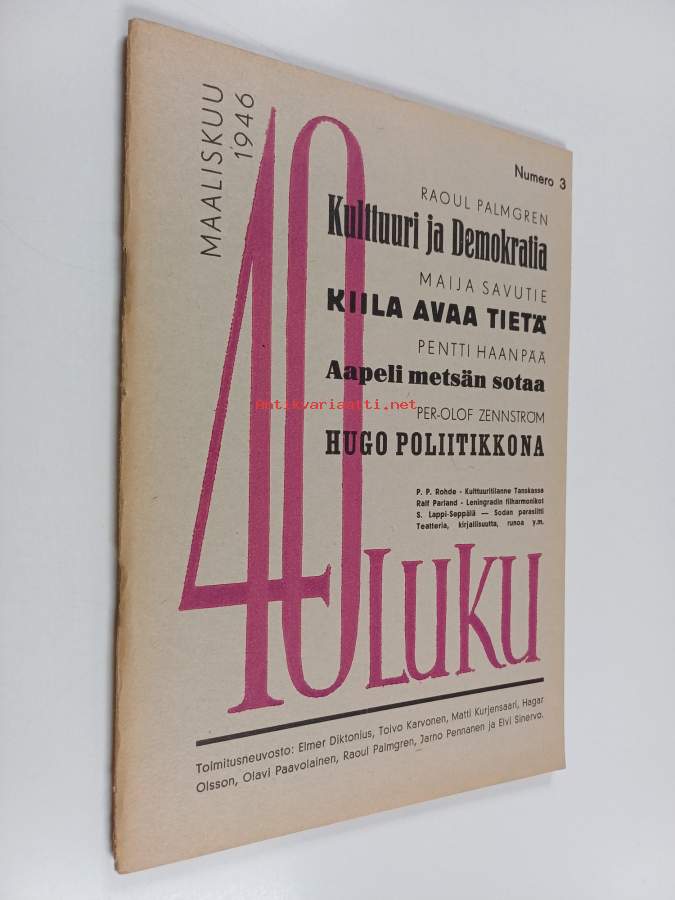 MAALISKUU
1946
Numero 3
40
LUKU
RAOUL PALMGREN
Kulttuuri ja Demokratia
MAIJA SAVUTIE
KIILA AVAA TIETÄ
PENTTI HAANPÄÄ
Aapeli metsän sotaa
Antikvariaatti.net
PER-OLOF ZENNSTRÖM
HUGO POLIITIKKONA
P. P. Rohde - Kulttuuritilanne Tanskassa
Ralf Parland - Leningradin filharmonikot
S. Lappi-Seppälä — Sodan parasiitti
Teatteria, kirjallisuutta, runoa y.m.
Toimitusneuvosto: Elmer Diktonius, Toivo Karvonen, Matti Kurjensaari, Hagar
Olsson, Olavi Paavolainen, Raoul Palmgren, Jarno Pennanen ja Elvi Sinervo.